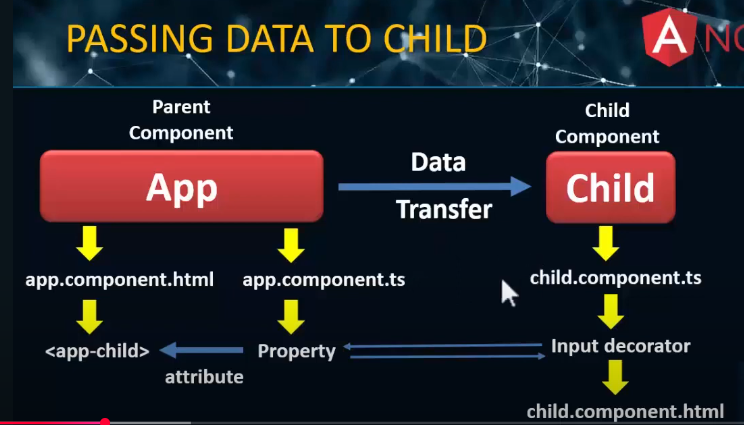 PASSING DATA TO CHILD
A
Parent
Component
Child
Component
App
Data
Transfer
Child
app.component.html
app.component.ts
child.component.ts
<app-child>
Property
Input decorator
attribute
child.component.html